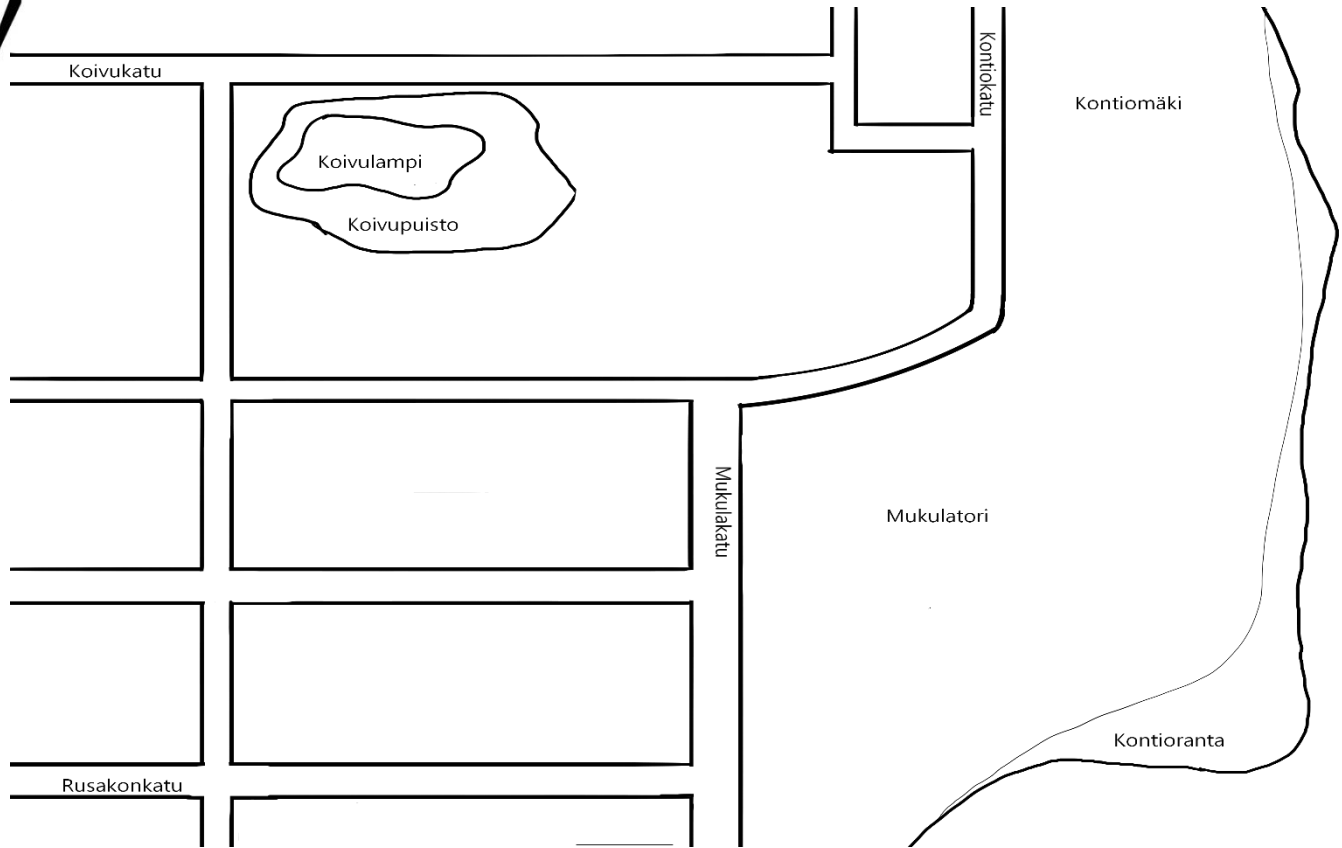 Koivukatu
Kontiokatu
Kontiomäki
Koivulampi
Koivupuisto
Mukulakatu
Mukulatori
Kontioranta
Rusakonkatu